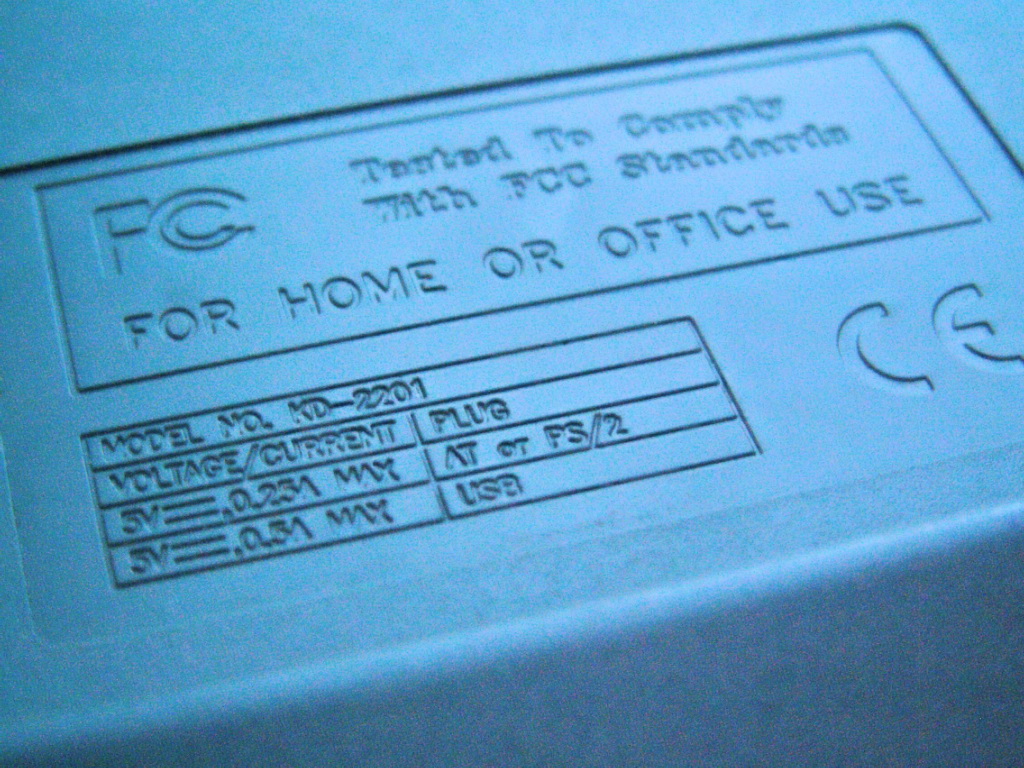 FC Tested To Comply
With FCC Standards
FOR HOME OR OFFICE USE
CE
MODEL NO. KD-2201
VOLTAGE/CURRENT PLUG
5V⎓,0.25A MAX AT or PS/2
5V⎓,0.5A MAX USB